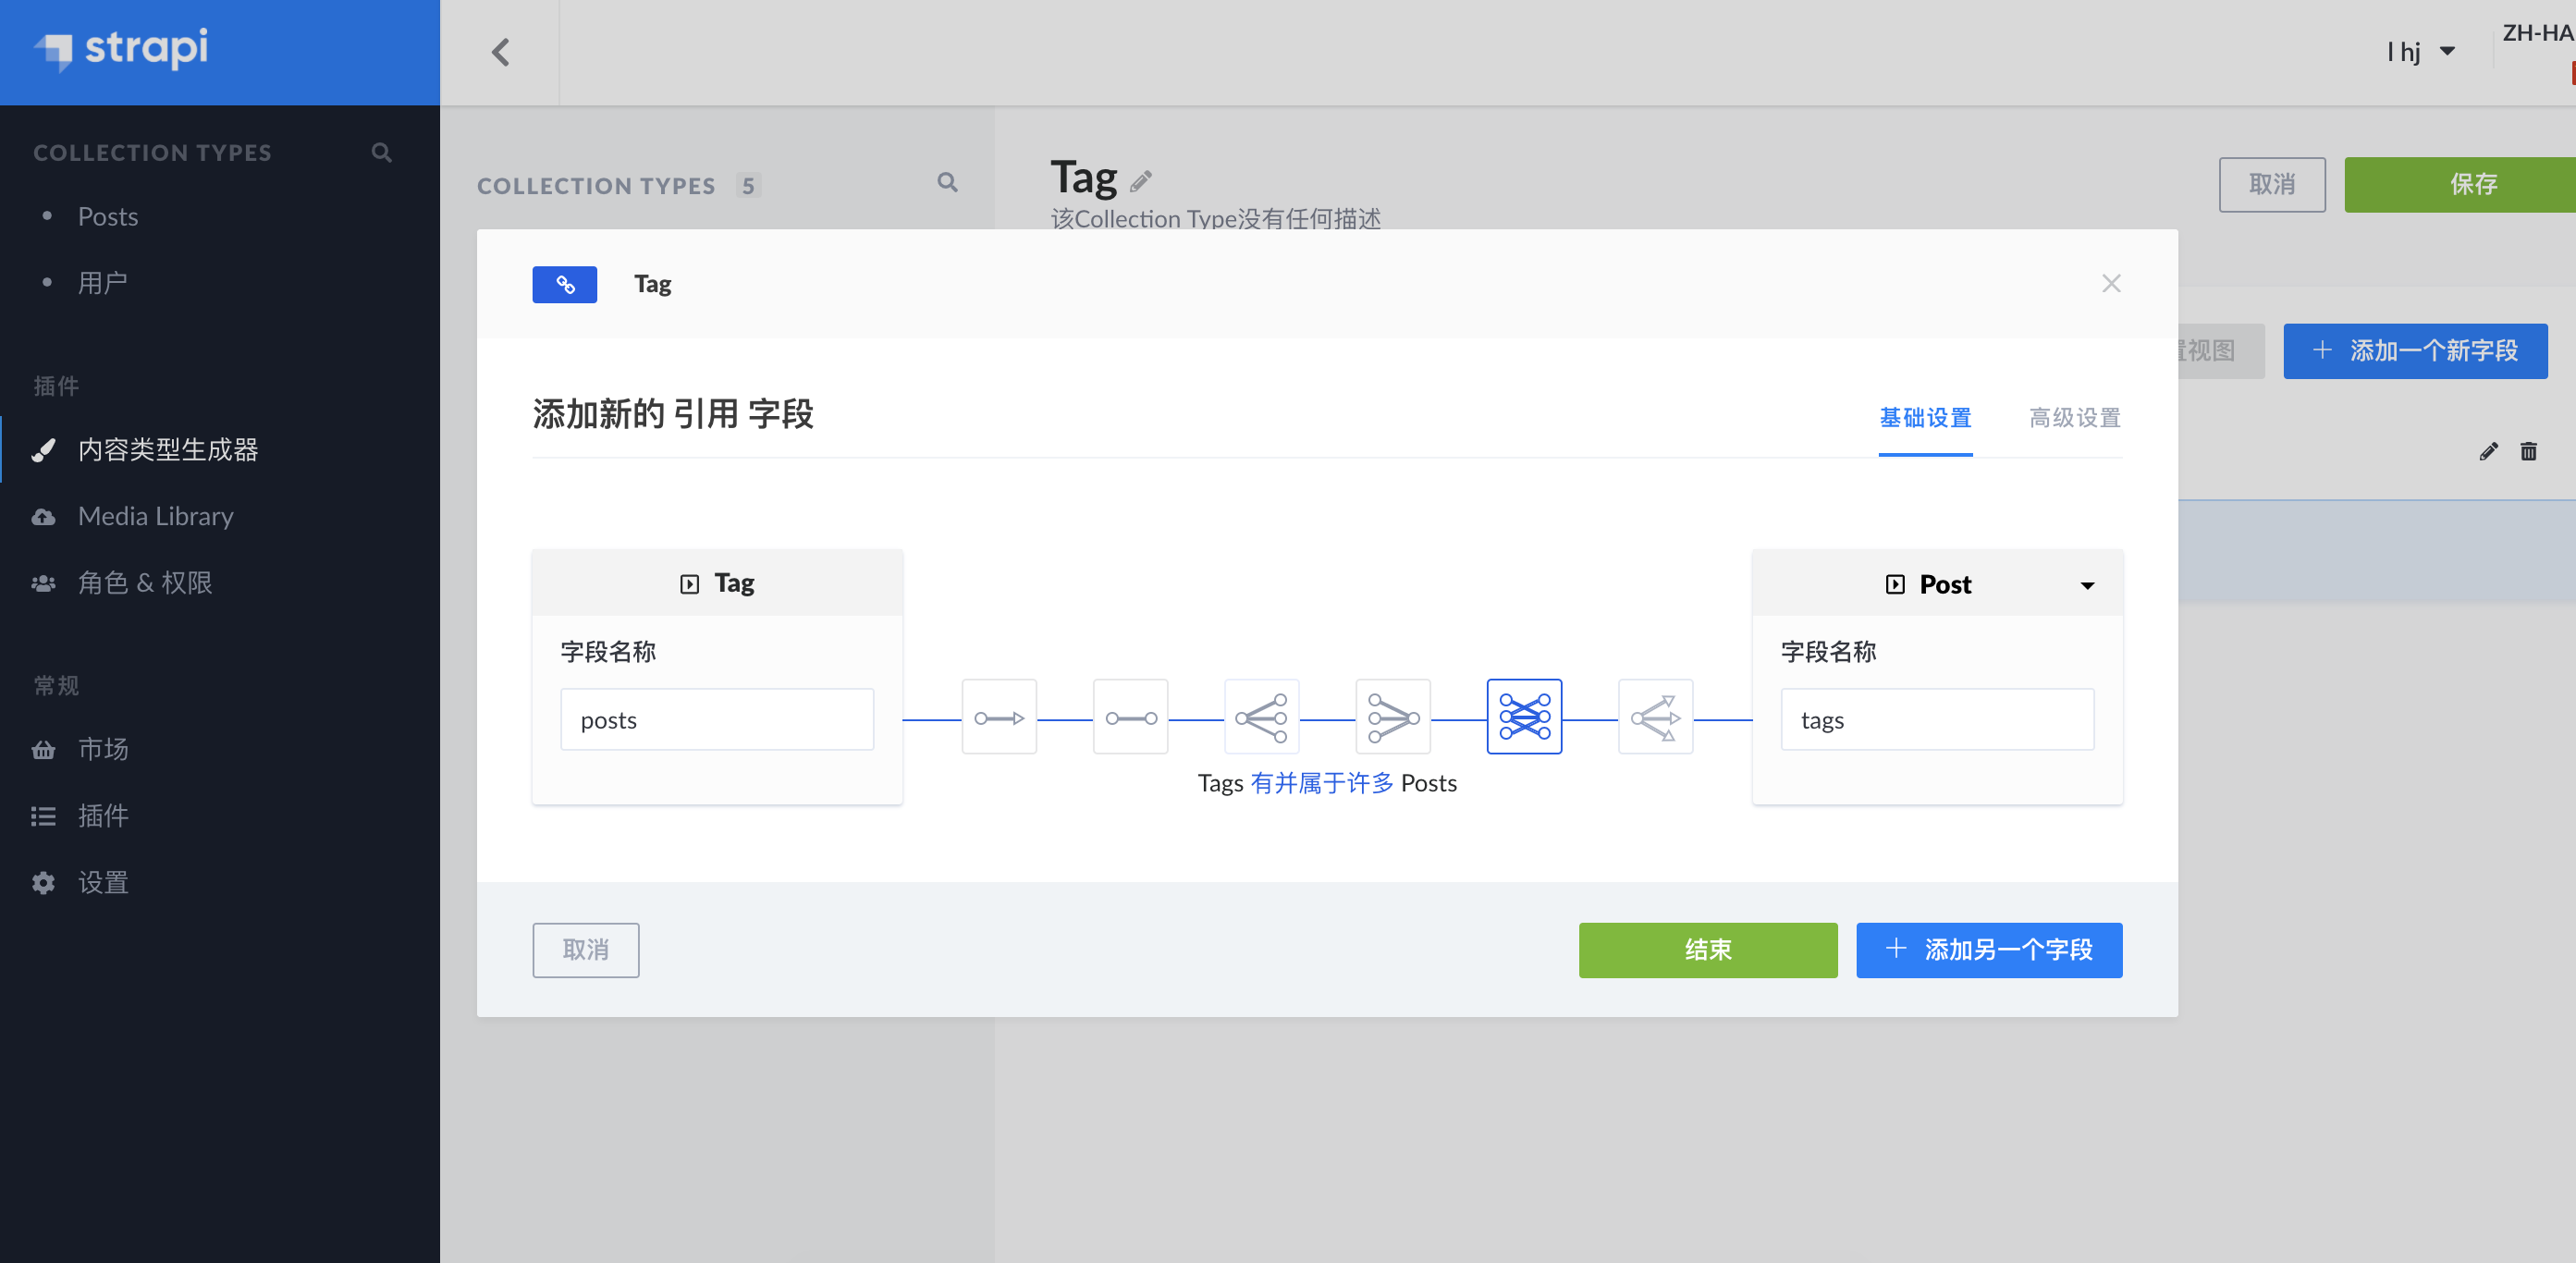 strapi
l hj
ZH-HA
COLLECTION TYPES
Posts
用户
插件
内容类型生成器
Media Library
角色 & 权限
常规
市场
插件
设置
COLLECTION TYPES 5
Tag
该Collection Type没有任何描述
取消
保存
置视图
添加一个新字段
Tag
添加新的 引用 字段
基础设置
高级设置
Tag
字段名称
posts
Tags 有并属于许多 Posts
Post
字段名称
tags
取消
结束
添加另一个字段